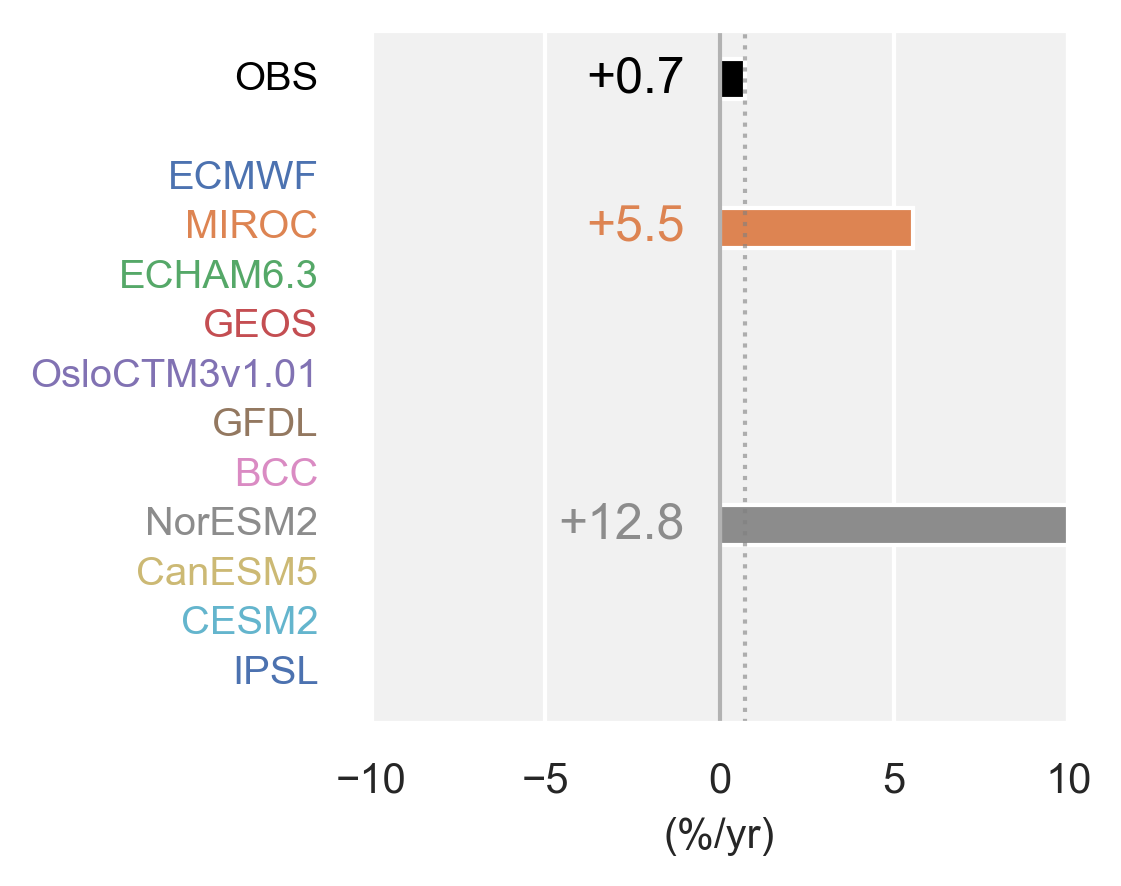 OBS +0.7
ECMWF
MIROC +5.5
ECHAM6.3
GEOS
OsloCTM3v1.01
GFDL
BCC
NorESM2 +12.8
CanESM5
CESM2
IPSL
−10 −5 0 5 10
(%/yr)